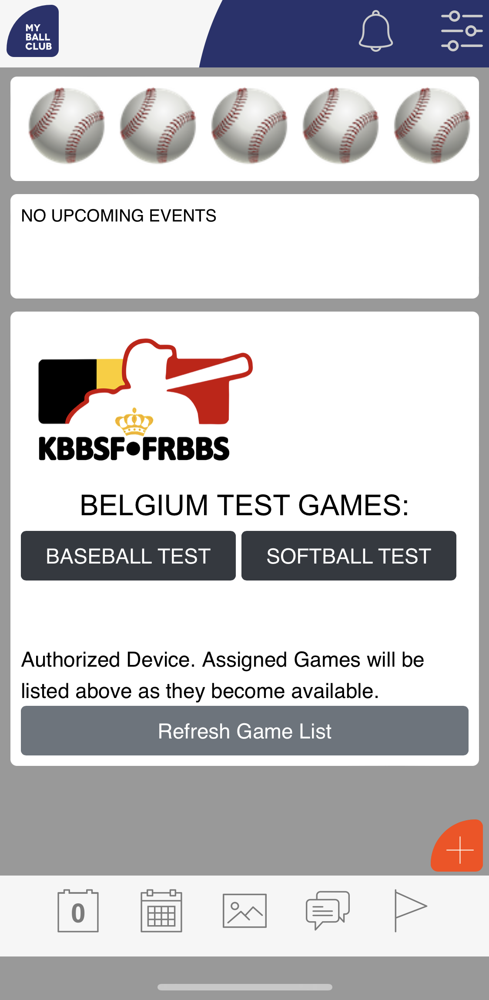 MY
BALL
CLUB
NO UPCOMING EVENTS
KBBSF•FRBBS
BELGIUM TEST GAMES:
BASEBALL TEST
SOFTBALL TEST
Authorized Device. Assigned Games will be
listed above as they become available.
Refresh Game List
0